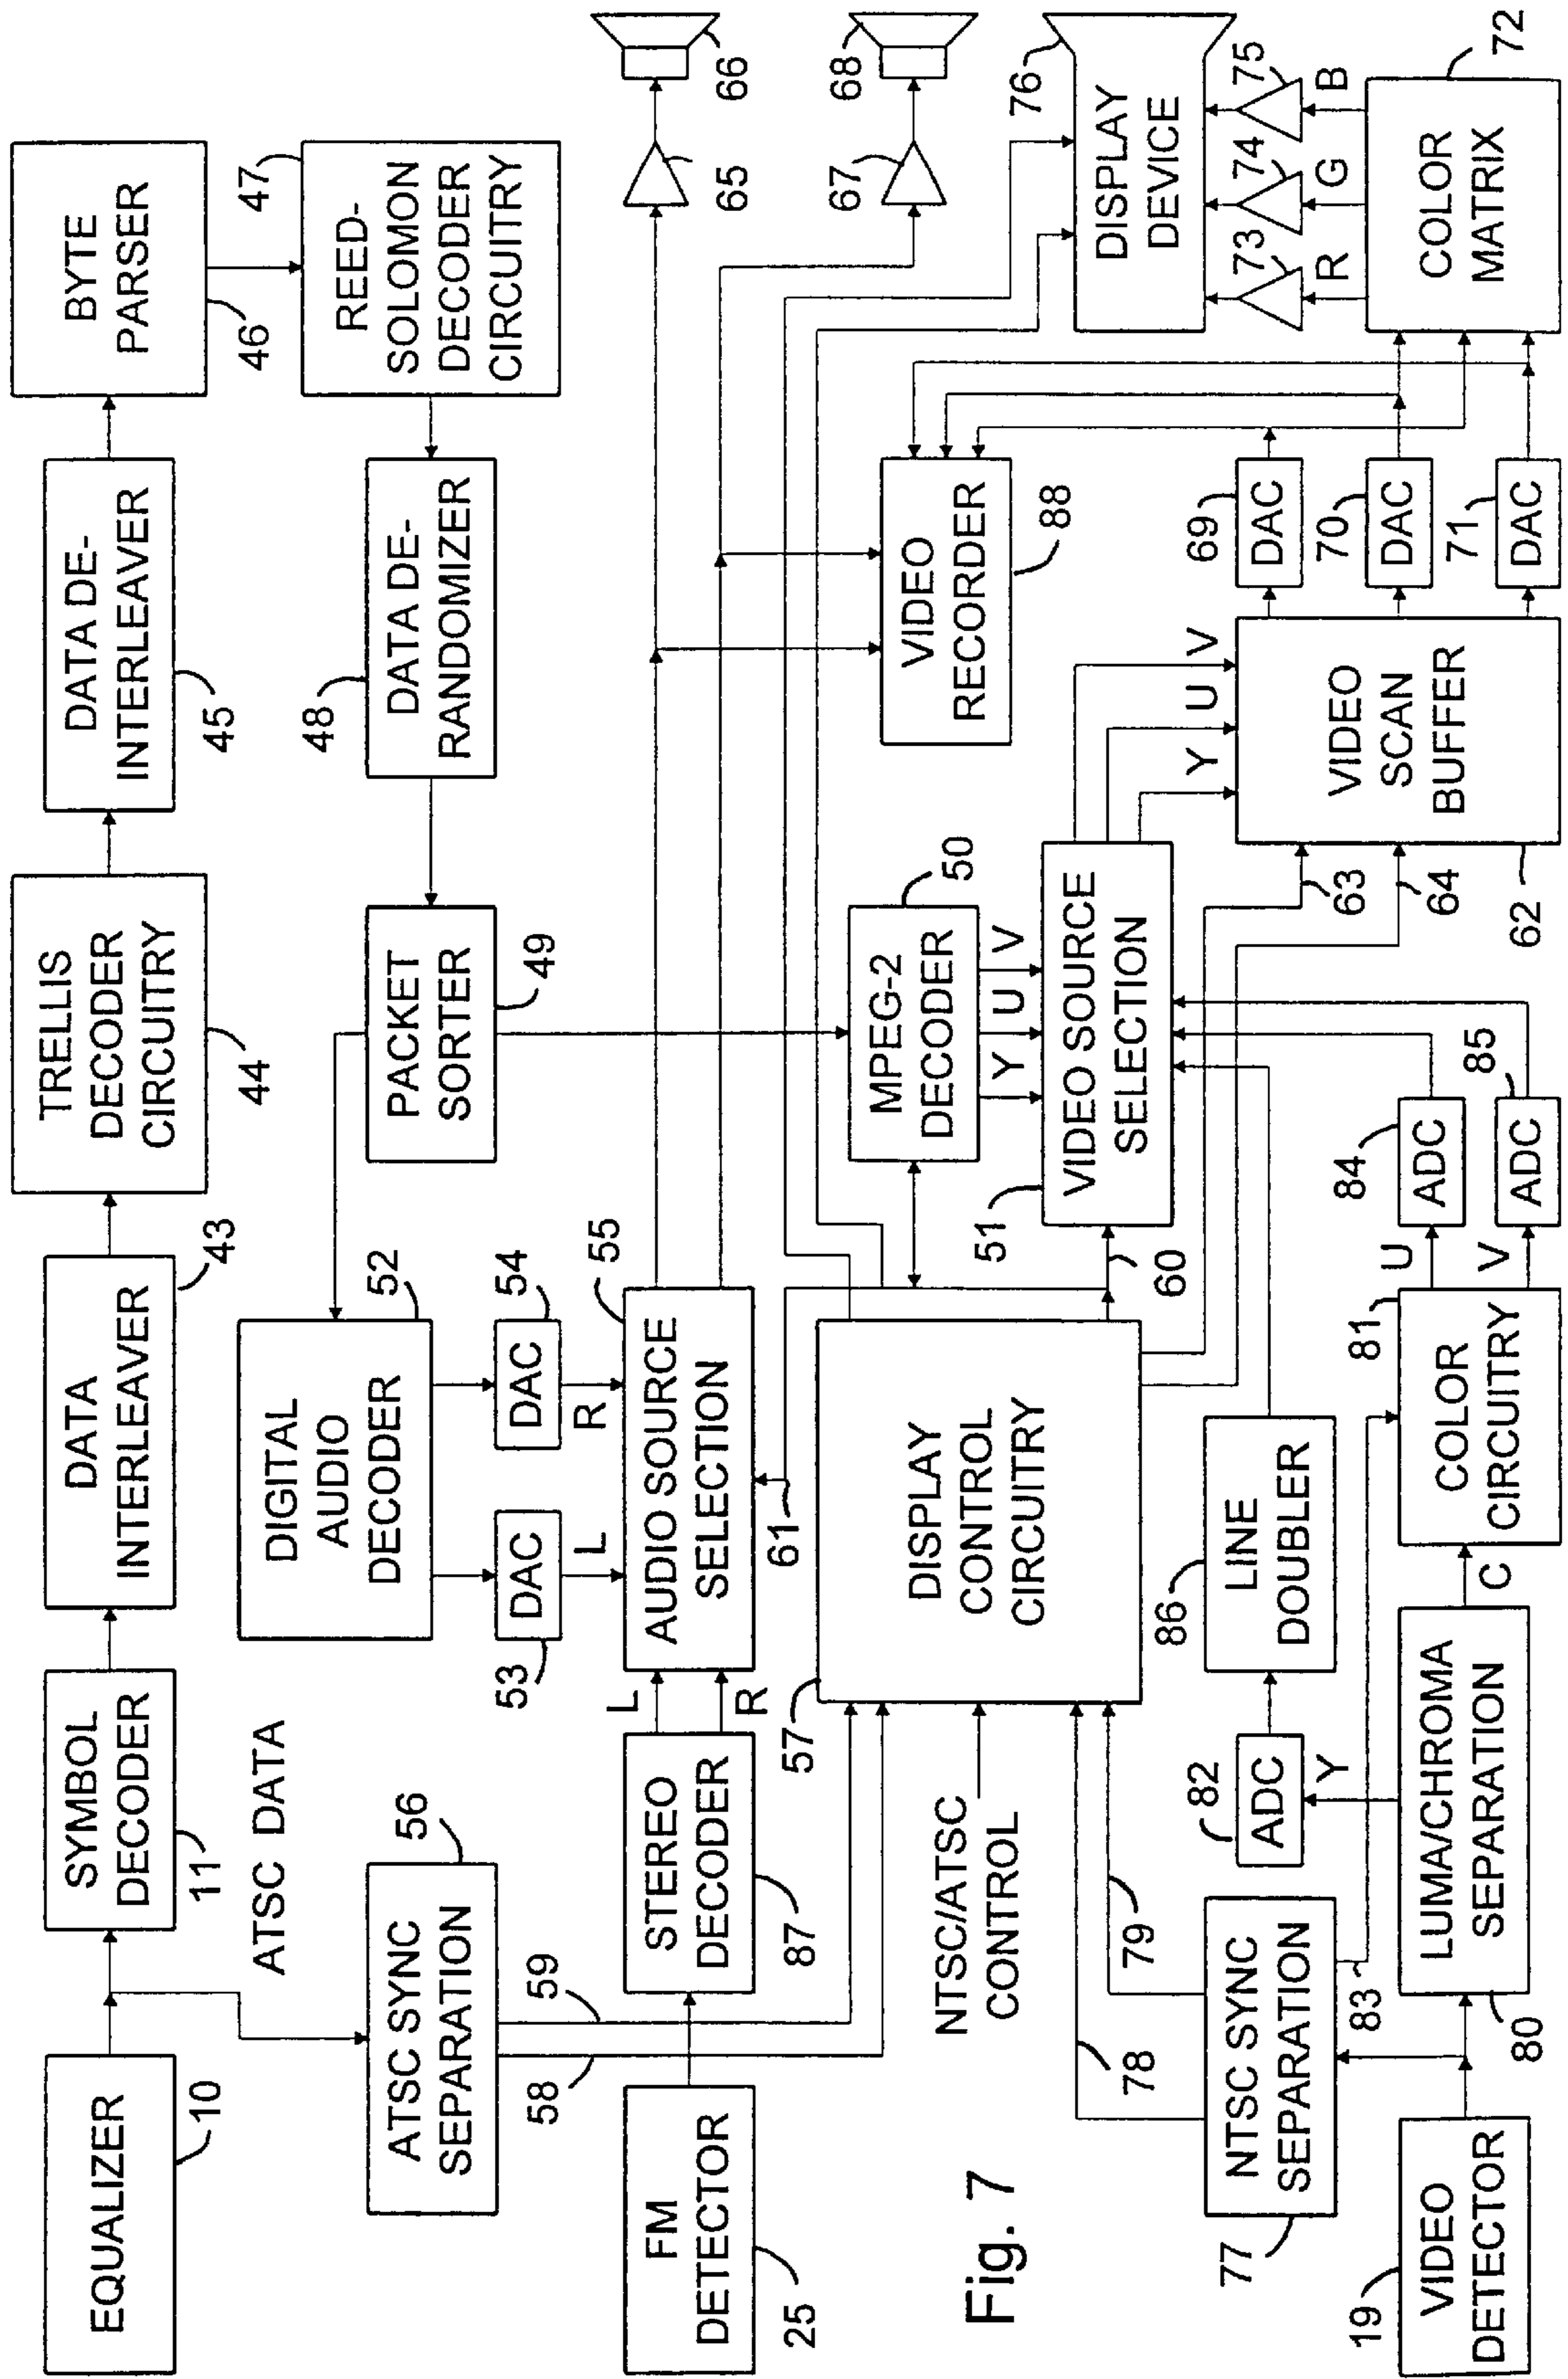 EQUALIZER
10
SYMBOL
DECODER
11
DATA
INTERLEAVER
43
TRELLIS
DECODER
CIRCUITRY
44
DATA DE-
INTERLEAVER
45
BYTE
PARSER
46
REED-
SOLOMON
DECODER
CIRCUITRY
47
DATA DE-
RANDOMIZER
48
PACKET
SORTER
49
ATSC DATA
ATSC SYNC
SEPARATION
56
59
58
DIGITAL
AUDIO
DECODER
52
DAC
53
L
DAC
54
R
AUDIO SOURCE
SELECTION
55
61
FM
DETECTOR
25
STEREO
DECODER
87
L
R
65
66
67
68
NTSC/ATSC
CONTROL
DISPLAY
CONTROL
CIRCUITRY
57
60
MPEG-2
DECODER
50
Y
U
V
VIDEO SOURCE
SELECTION
51
Y
U
V
VIDEO
RECORDER
88
DISPLAY
DEVICE
76
73
74
75
R
G
B
COLOR
MATRIX
72
VIDEO
SCAN
BUFFER
62
63
64
DAC
69
DAC
70
DAC
71
NTSC SYNC
SEPARATION
77
78
79
83
VIDEO
DETECTOR
19
LUMA/CHROMA
SEPARATION
80
Y
C
ADC
82
LINE
DOUBLER
86
COLOR
CIRCUITRY
81
U
V
ADC
84
ADC
85
Fig. 7